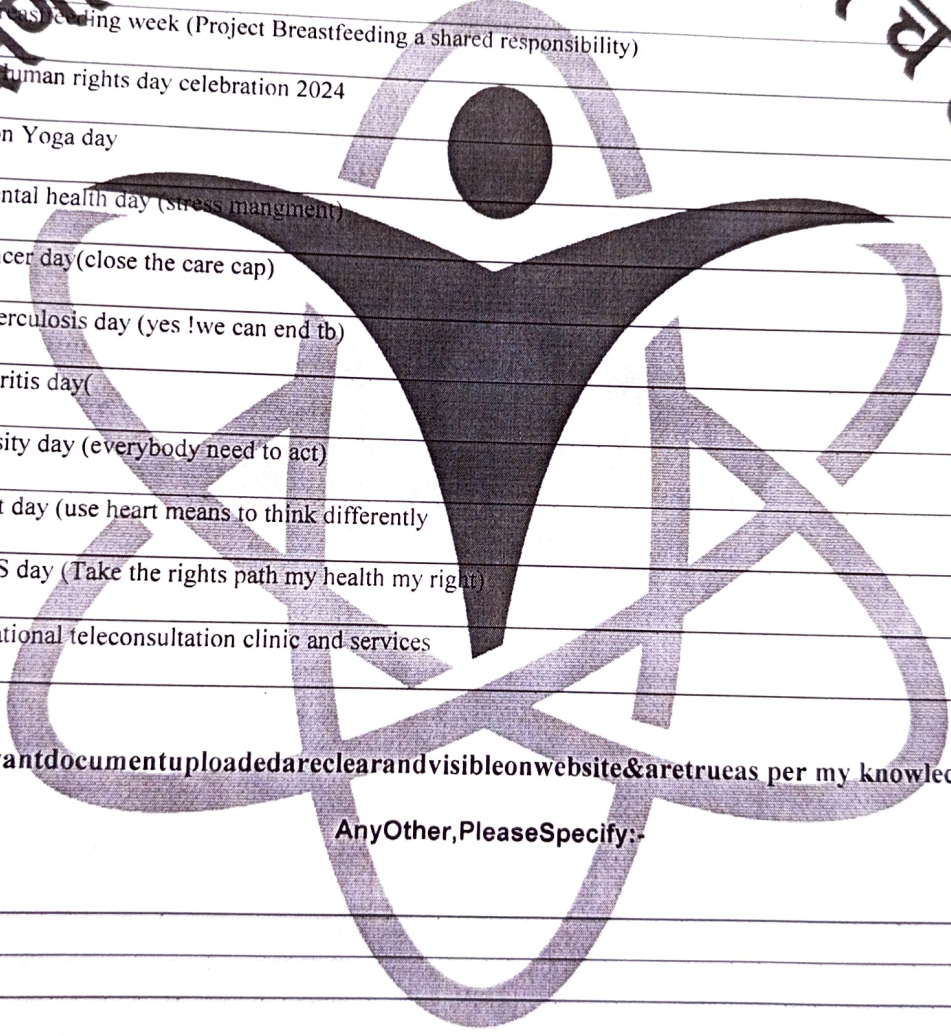 reastfeeding week (Project Breastfeeding a shared responsibility)
Human rights day celebration 2024
n Yoga day
ntal health day (stress mangment)
cer day(close the care cap)
erculosis day (yes !we can end tb)
ritis day(
sity day (everybody need to act)
t day (use heart means to think differently
S day (Take the rights path my health my right)
tional teleconsultation clinic and services
antdocumentuploadedareclearandvisibleonwebsite&aretrueas per my knowled
AnyOther,PleaseSpecify:-